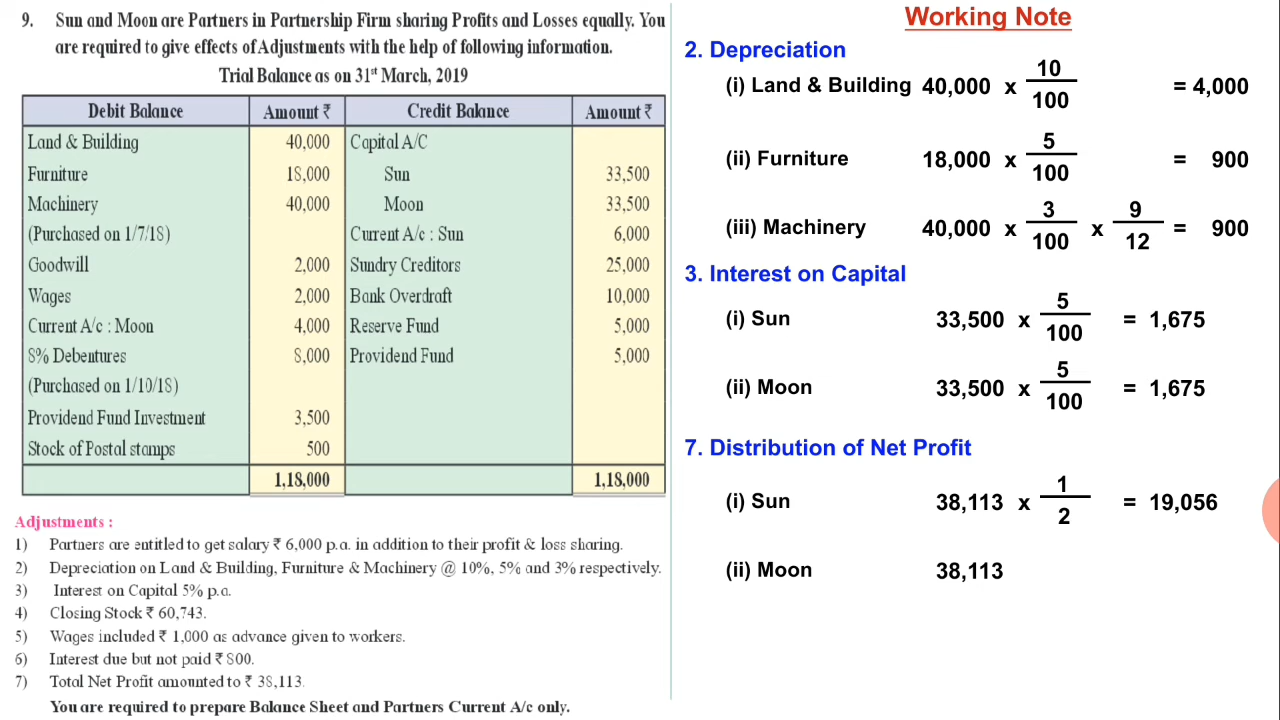 9. Sun and Moon are Partners in Partnership Firm sharing Profits and Losses equally. You
are required to give effects of Adjustments with the help of following information.
Trial Balance as on 31st March, 2019
Debit Balance Amount ₹ Credit Balance Amount ₹
Land & Building 40,000 Capital A/C
Furniture 18,000 Sun 33,500
Machinery 40,000 Moon 33,500
(Purchased on 1/7/18) Current A/c : Sun 6,000
Goodwill 2,000 Sundry Creditors 25,000
Wages 2,000 Bank Overdraft 10,000
Current A/c : Moon 4,000 Reserve Fund 5,000
8% Debentures 8,000 Providend Fund 5,000
(Purchased on 1/10/18)
Providend Fund Investment 3,500
Stock of Postal stamps 500
1,18,000 1,18,000
Adjustments :
1) Partners are entitled to get salary ₹ 6,000 p.a. in addition to their profit & loss sharing.
2) Depreciation on Land & Building, Furniture & Machinery @ 10%, 5% and 3% respectively.
3) Interest on Capital 5% p.a.
4) Closing Stock ₹ 60,743.
5) Wages included ₹ 1,000 as advance given to workers.
6) Interest due but not paid ₹ 800.
7) Total Net Profit amounted to ₹ 38,113.
You are required to prepare Balance Sheet and Partners Current A/c only.
Working Note
2. Depreciation
(i) Land & Building 40,000 x 10/100 = 4,000
(ii) Furniture 18,000 x 5/100 = 900
(iii) Machinery 40,000 x 3/100 x 9/12 = 900
3. Interest on Capital
(i) Sun 33,500 x 5/100 = 1,675
(ii) Moon 33,500 x 5/100 = 1,675
7. Distribution of Net Profit
(i) Sun 38,113 x 1/2 = 19,056
(ii) Moon 38,113